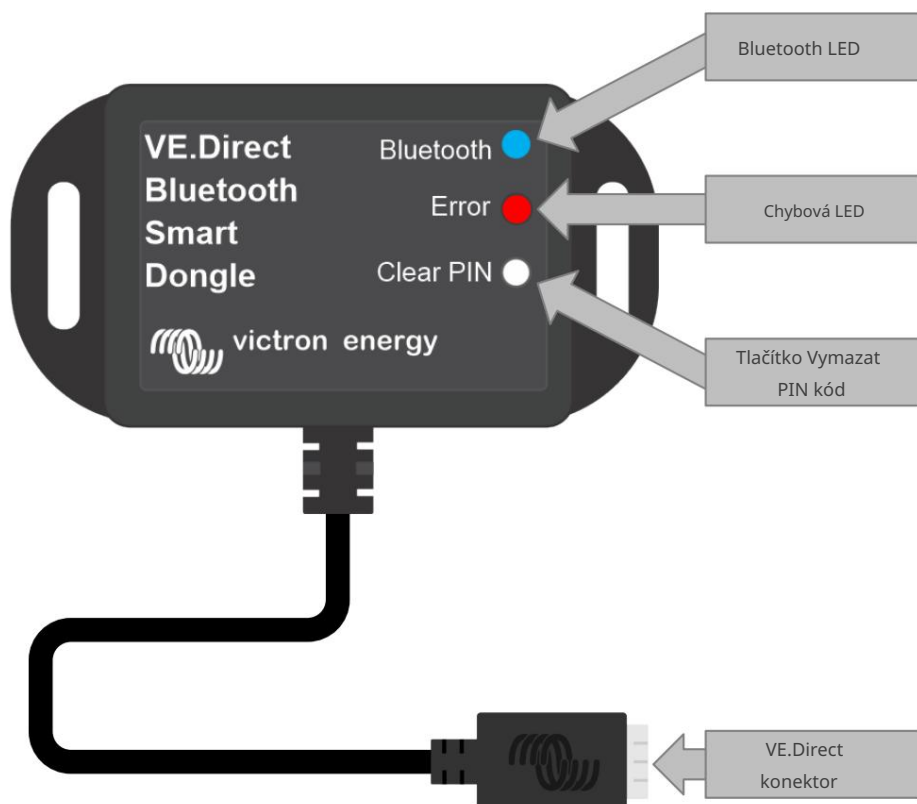 Bluetooth LED
VE.Direct
Bluetooth
Smart
Dongle
Bluetooth
Error
Clear PIN
victron energy
Chybová LED
Tlačítko Vymazat
PIN kód
VE.Direct
konektor